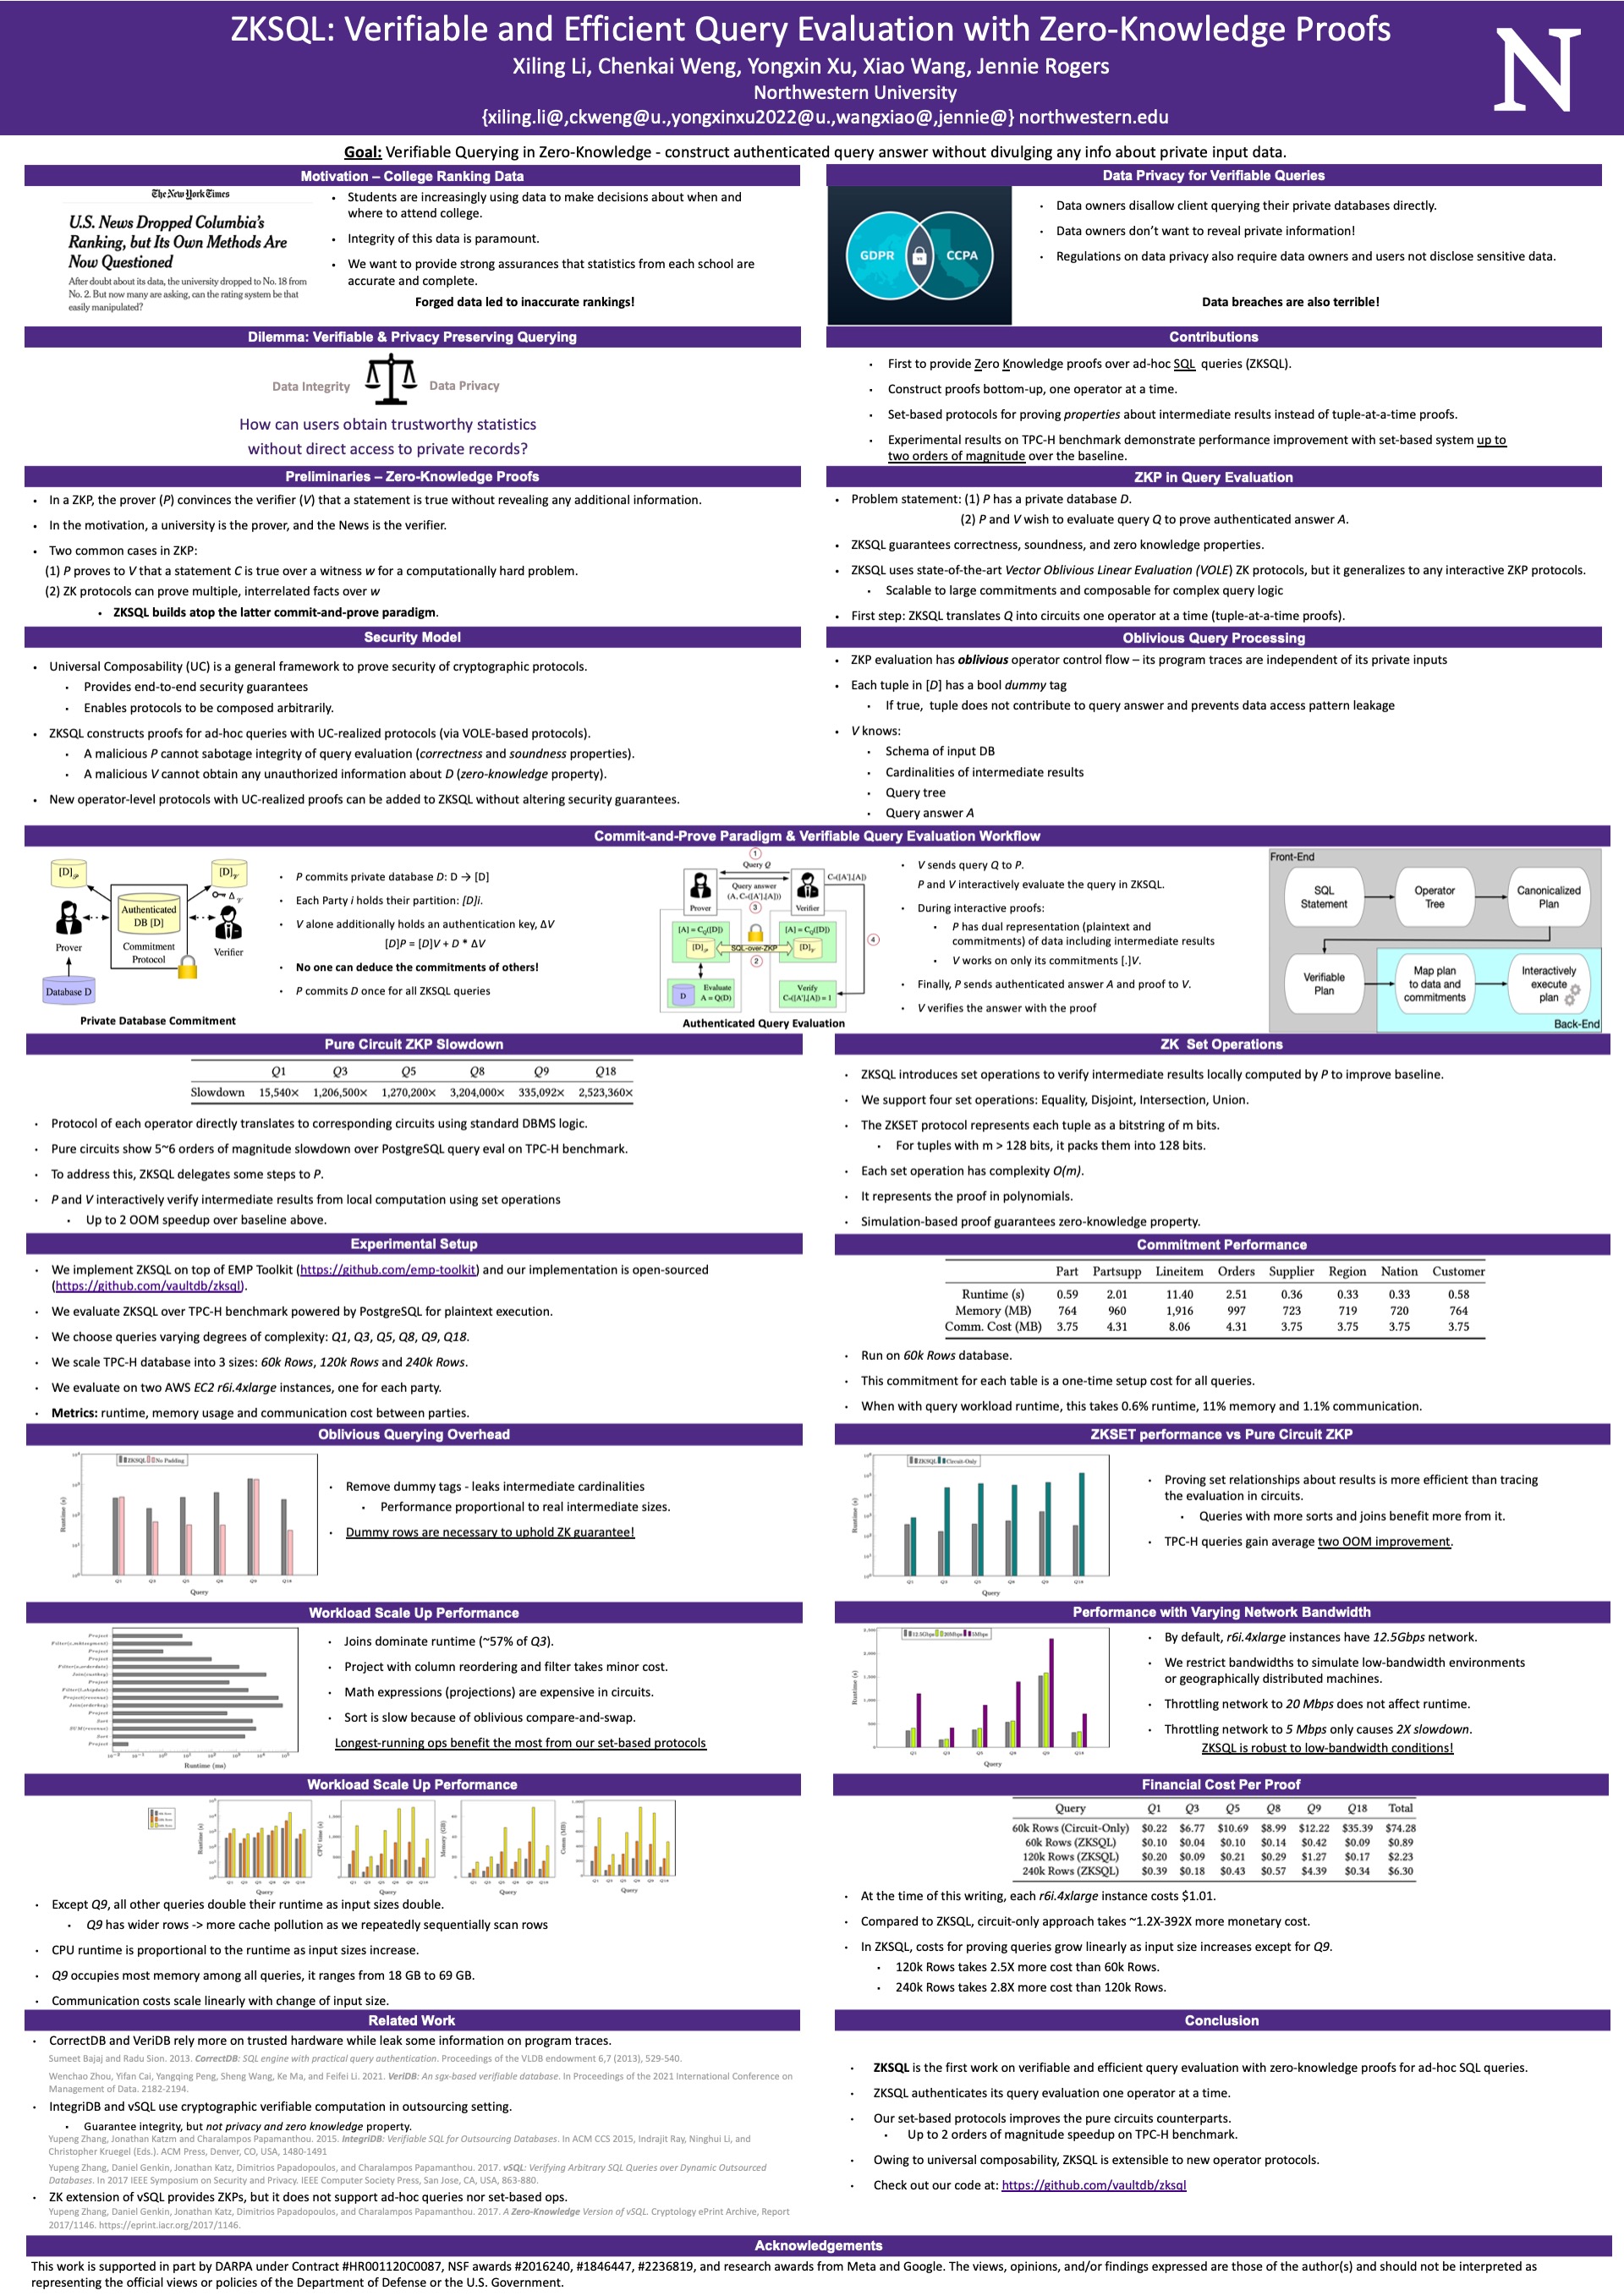 ZKSQL: Verifiable and Efficient Query Evaluation with Zero-Knowledge Proofs
Xiling Li, Chenkai Weng, Yongxin Xu, Xiao Wang, Jennie Rogers
Northwestern University
{xiling.li@,ckweng@u.,yongxinxu2022@u.,wangxiao@,jennie@} northwestern.edu
N
Goal: Verifiable Querying in Zero-Knowledge - construct authenticated query answer without divulging any info about private input data.
Motivation – College Ranking Data
The New York Times
U.S. News Dropped Columbia's
Ranking, but Its Own Methods Are
Now Questioned
After doubt about its data, the university dropped to No. 18 from
No. 2. But now many are asking, can the rating system be that
easily manipulated?
• Students are increasingly using data to make decisions about when and
where to attend college.
• Integrity of this data is paramount.
• We want to provide strong assurances that statistics from each school are
accurate and complete.
Forged data led to inaccurate rankings!
Data Privacy for Verifiable Queries
GDPR CCPA
• Data owners disallow client querying their private databases directly.
• Data owners don't want to reveal private information!
• Regulations on data privacy also require data owners and users not disclose sensitive data.
Data breaches are also terrible!
Dilemma: Verifiable & Privacy Preserving Querying
Data Integrity Data Privacy
How can users obtain trustworthy statistics
without direct access to private records?
Contributions
• First to provide Zero Knowledge proofs over ad-hoc SQL queries (ZKSQL).
• Construct proofs bottom-up, one operator at a time.
• Set-based protocols for proving properties about intermediate results instead of tuple-at-a-time proofs.
• Experimental results on TPC-H benchmark demonstrate performance improvement with set-based system up to
two orders of magnitude over the baseline.
Preliminaries – Zero-Knowledge Proofs
• In a ZKP, the prover (P) convinces the verifier (V) that a statement is true without revealing any additional information.
• In the motivation, a university is the prover, and the News is the verifier.
• Two common cases in ZKP:
(1) P proves to V that a statement C is true over a witness w for a computationally hard problem.
(2) ZK protocols can prove multiple, interrelated facts over w
• ZKSQL builds atop the latter commit-and-prove paradigm.
ZKP in Query Evaluation
• Problem statement: (1) P has a private database D.
(2) P and V wish to evaluate query Q to prove authenticated answer A.
• ZKSQL guarantees correctness, soundness, and zero knowledge properties.
• ZKSQL uses state-of-the-art Vector Oblivious Linear Evaluation (VOLE) ZK protocols, but it generalizes to any interactive ZKP protocols.
• Scalable to large commitments and composable for complex query logic
• First step: ZKSQL translates Q into circuits one operator at a time (tuple-at-a-time proofs).
Security Model
• Universal Composability (UC) is a general framework to prove security of cryptographic protocols.
• Provides end-to-end security guarantees
• Enables protocols to be composed arbitrarily.
• ZKSQL constructs proofs for ad-hoc queries with UC-realized protocols (via VOLE-based protocols).
• A malicious P cannot sabotage integrity of query evaluation (correctness and soundness properties).
• A malicious V cannot obtain any unauthorized information about D (zero-knowledge property).
• New operator-level protocols with UC-realized proofs can be added to ZKSQL without altering security guarantees.
Oblivious Query Processing
• ZKP evaluation has oblivious operator control flow – its program traces are independent of its private inputs
• Each tuple in [D] has a bool dummy tag
• If true, tuple does not contribute to query answer and prevents data access pattern leakage
• V knows:
• Schema of input DB
• Cardinalities of intermediate results
• Query tree
• Query answer A
Commit-and-Prove Paradigm & Verifiable Query Evaluation Workflow
[D]𝒫 [D]𝒱
Authenticated
DB [D]
Δ𝒱
Prover
Commitment
Protocol
Verifier
Database D
Private Database Commitment
• P commits private database D: D → [D]
• Each Party i holds their partition: [D]i.
• V alone additionally holds an authentication key, ΔV
[D]P = [D]V + D * ΔV
• No one can deduce the commitments of others!
• P commits D once for all ZKSQL queries
1
Query Q
Query answer
3
Prover
Verifier
4
SQL-over-ZKP
2
D
Evaluate
A = Q(D)
Verify
Authenticated Query Evaluation
• V sends query Q to P.
P and V interactively evaluate the query in ZKSQL.
• During interactive proofs:
• P has dual representation (plaintext and
commitments) of data including intermediate results
• V works on only its commitments [.]V.
• Finally, P sends authenticated answer A and proof to V.
• V verifies the answer with the proof
Front-End
SQL
Statement
Operator
Tree
Canonicalized
Plan
Verifiable
Plan
Map plan
to data and
commitments
Interactively
execute
plan
Back-End
Pure Circuit ZKP Slowdown
Q1 Q3 Q5 Q8 Q9 Q18
Slowdown 15,540× 1,206,500× 1,270,200× 3,204,000× 335,092× 2,523,360×
• Protocol of each operator directly translates to corresponding circuits using standard DBMS logic.
• Pure circuits show 5~6 orders of magnitude slowdown over PostgreSQL query eval on TPC-H benchmark.
• To address this, ZKSQL delegates some steps to P.
• P and V interactively verify intermediate results from local computation using set operations
• Up to 2 OOM speedup over baseline above.
ZK Set Operations
• ZKSQL introduces set operations to verify intermediate results locally computed by P to improve baseline.
• We support four set operations: Equality, Disjoint, Intersection, Union.
• The ZKSET protocol represents each tuple as a bitstring of m bits.
• For tuples with m > 128 bits, it packs them into 128 bits.
• Each set operation has complexity O(m).
• It represents the proof in polynomials.
• Simulation-based proof guarantees zero-knowledge property.
Experimental Setup
• We implement ZKSQL on top of EMP Toolkit (https://github.com/emp-toolkit) and our implementation is open-sourced
(https://github.com/vaultdb/zksql).
• We evaluate ZKSQL over TPC-H benchmark powered by PostgreSQL for plaintext execution.
• We choose queries varying degrees of complexity: Q1, Q3, Q5, Q8, Q9, Q18.
• We scale TPC-H database into 3 sizes: 60k Rows, 120k Rows and 240k Rows.
• We evaluate on two AWS EC2 r6i.4xlarge instances, one for each party.
• Metrics: runtime, memory usage and communication cost between parties.
Commitment Performance
Part Partsupp Lineitem Orders Supplier Region Nation Customer
Runtime (s) 0.59 2.01 11.40 2.51 0.36 0.33 0.33 0.58
Memory (MB) 764 960 1,916 997 723 719 720 764
Comm. Cost (MB) 3.75 4.31 8.06 4.31 3.75 3.75 3.75 3.75
• Run on 60k Rows database.
• This commitment for each table is a one-time setup cost for all queries.
• When with query workload runtime, this takes 0.6% runtime, 11% memory and 1.1% communication.
Oblivious Querying Overhead
ZKSQL No Padding
Runtime (s)
Query
• Remove dummy tags - leaks intermediate cardinalities
• Performance proportional to real intermediate sizes.
• Dummy rows are necessary to uphold ZK guarantee!
ZKSET performance vs Pure Circuit ZKP
ZKSQL Circuit-Only
Runtime (s)
Query
• Proving set relationships about results is more efficient than tracing
the evaluation in circuits.
• Queries with more sorts and joins benefit more from it.
• TPC-H queries gain average two OOM improvement.
Workload Scale Up Performance
Runtime (ms)
• Joins dominate runtime (~57% of Q3).
• Project with column reordering and filter takes minor cost.
• Math expressions (projections) are expensive in circuits.
• Sort is slow because of oblivious compare-and-swap.
Longest-running ops benefit the most from our set-based protocols
Performance with Varying Network Bandwidth
12.5Gbps 20Mbps 5Mbps
Runtime (s)
Query
• By default, r6i.4xlarge instances have 12.5Gbps network.
• We restrict bandwidths to simulate low-bandwidth environments
or geographically distributed machines.
• Throttling network to 20 Mbps does not affect runtime.
• Throttling network to 5 Mbps only causes 2X slowdown.
ZKSQL is robust to low-bandwidth conditions!
Workload Scale Up Performance
Runtime (s) CPU time (s) Memory (GB) Comm (MB)
Query Query Query Query
• Except Q9, all other queries double their runtime as input sizes double.
• Q9 has wider rows -> more cache pollution as we repeatedly sequentially scan rows
• CPU runtime is proportional to the runtime as input sizes increase.
• Q9 occupies most memory among all queries, it ranges from 18 GB to 69 GB.
• Communication costs scale linearly with change of input size.
Financial Cost Per Proof
Query Q1 Q3 Q5 Q8 Q9 Q18 Total
60k Rows (Circuit-Only) $0.22 $6.77 $10.69 $8.99 $12.22 $35.39 $74.28
60k Rows (ZKSQL) $0.10 $0.04 $0.10 $0.14 $0.42 $0.09 $0.89
120k Rows (ZKSQL) $0.20 $0.09 $0.21 $0.29 $1.27 $0.17 $2.23
240k Rows (ZKSQL) $0.39 $0.18 $0.43 $0.57 $4.39 $0.34 $6.30
• At the time of this writing, each r6i.4xlarge instance costs $1.01.
• Compared to ZKSQL, circuit-only approach takes ~1.2X-392X more monetary cost.
• In ZKSQL, costs for proving queries grow linearly as input size increases except for Q9.
• 120k Rows takes 2.5X more cost than 60k Rows.
• 240k Rows takes 2.8X more cost than 120k Rows.
Related Work
• CorrectDB and VeriDB rely more on trusted hardware while leak some information on program traces.
Sumeet Bajaj and Radu Sion. 2013. CorrectDB: SQL engine with practical query authentication. Proceedings of the VLDB endowment 6,7 (2013), 529-540.
Wenchao Zhou, Yifan Cai, Yangqing Peng, Sheng Wang, Ke Ma, and Feifei Li. 2021. VeriDB: An sgx-based verifiable database. In Proceedings of the 2021 International Conference on
Management of Data. 2182-2194.
• IntegriDB and vSQL use cryptographic verifiable computation in outsourcing setting.
• Guarantee integrity, but not privacy and zero knowledge property.
Yupeng Zhang, Jonathan Katzm and Charalampos Papamanthou. 2015. IntegriDB: Verifiable SQL for Outsourcing Databases. In ACM CCS 2015, Indrajit Ray, Ninghui Li, and
Christopher Kruegel (Eds.). ACM Press, Denver, CO, USA, 1480-1491
Yupeng Zhang, Daniel Genkin, Jonathan Katz, Dimitrios Papadopoulos, and Charalampos Papamanthou. 2017. vSQL: Verifying Arbitrary SQL Queries over Dynamic Outsourced
Databases. In 2017 IEEE Symposium on Security and Privacy. IEEE Computer Society Press, San Jose, CA, USA, 863-880.
• ZK extension of vSQL provides ZKPs, but it does not support ad-hoc queries nor set-based ops.
Yupeng Zhang, Daniel Genkin, Jonathan Katz, Dimitrios Papadopoulos, and Charalampos Papamanthou. 2017. A Zero-Knowledge Version of vSQL. Cryptology ePrint Archive, Report
2017/1146. https://eprint.iacr.org/2017/1146.
Conclusion
• ZKSQL is the first work on verifiable and efficient query evaluation with zero-knowledge proofs for ad-hoc SQL queries.
• ZKSQL authenticates its query evaluation one operator at a time.
• Our set-based protocols improves the pure circuits counterparts.
• Up to 2 orders of magnitude speedup on TPC-H benchmark.
• Owing to universal composability, ZKSQL is extensible to new operator protocols.
• Check out our code at: https://github.com/vaultdb/zksql
Acknowledgements
This work is supported in part by DARPA under Contract #HR001120C0087, NSF awards #2016240, #1846447, #2236819, and research awards from Meta and Google. The views, opinions, and/or findings expressed are those of the author(s) and should not be interpreted as
representing the official views or policies of the Department of Defense or the U.S. Government.